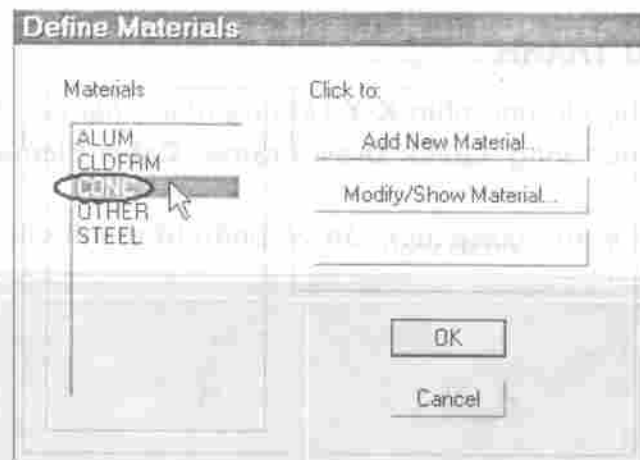 Define Materials
Materials
ALUM
CLDFRM
CONC
OTHER
STEEL
Click to:
Add New Material...
Modify/Show Material...
OK
Cancel